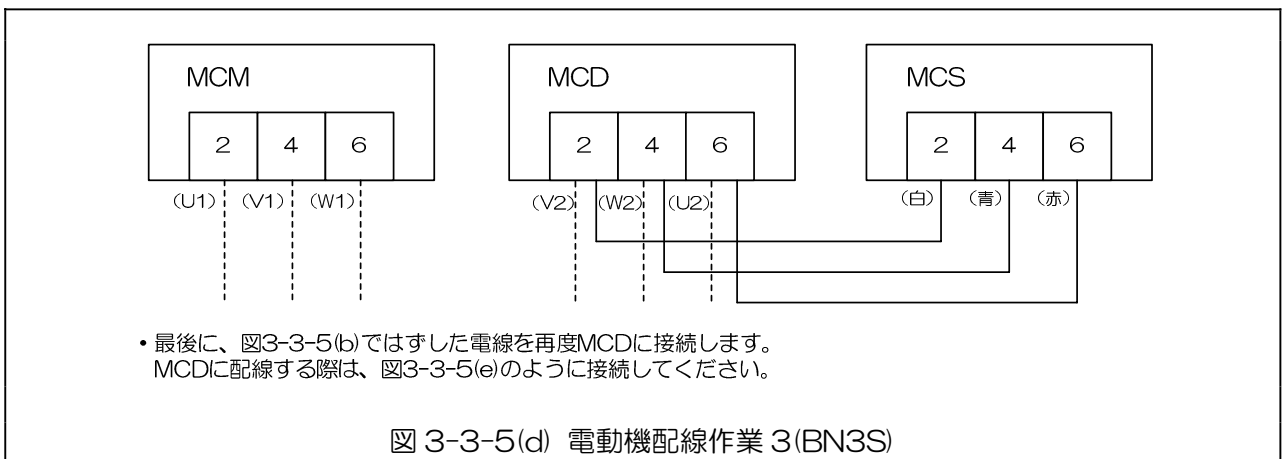 MCM
MCD
MCS
2 4 6
2 4 6
2 4 6
(U1) (V1) (W1)
(V2) (W2) (U2)
(白) (青) (赤)
・最後に、図3-3-5(b)ではずした電線を再度MCDに接続します。
MCDに配線する際は、図3-3-5(e)のように接続してください。
図 3-3-5(d) 電動機配線作業 3(BN3S)